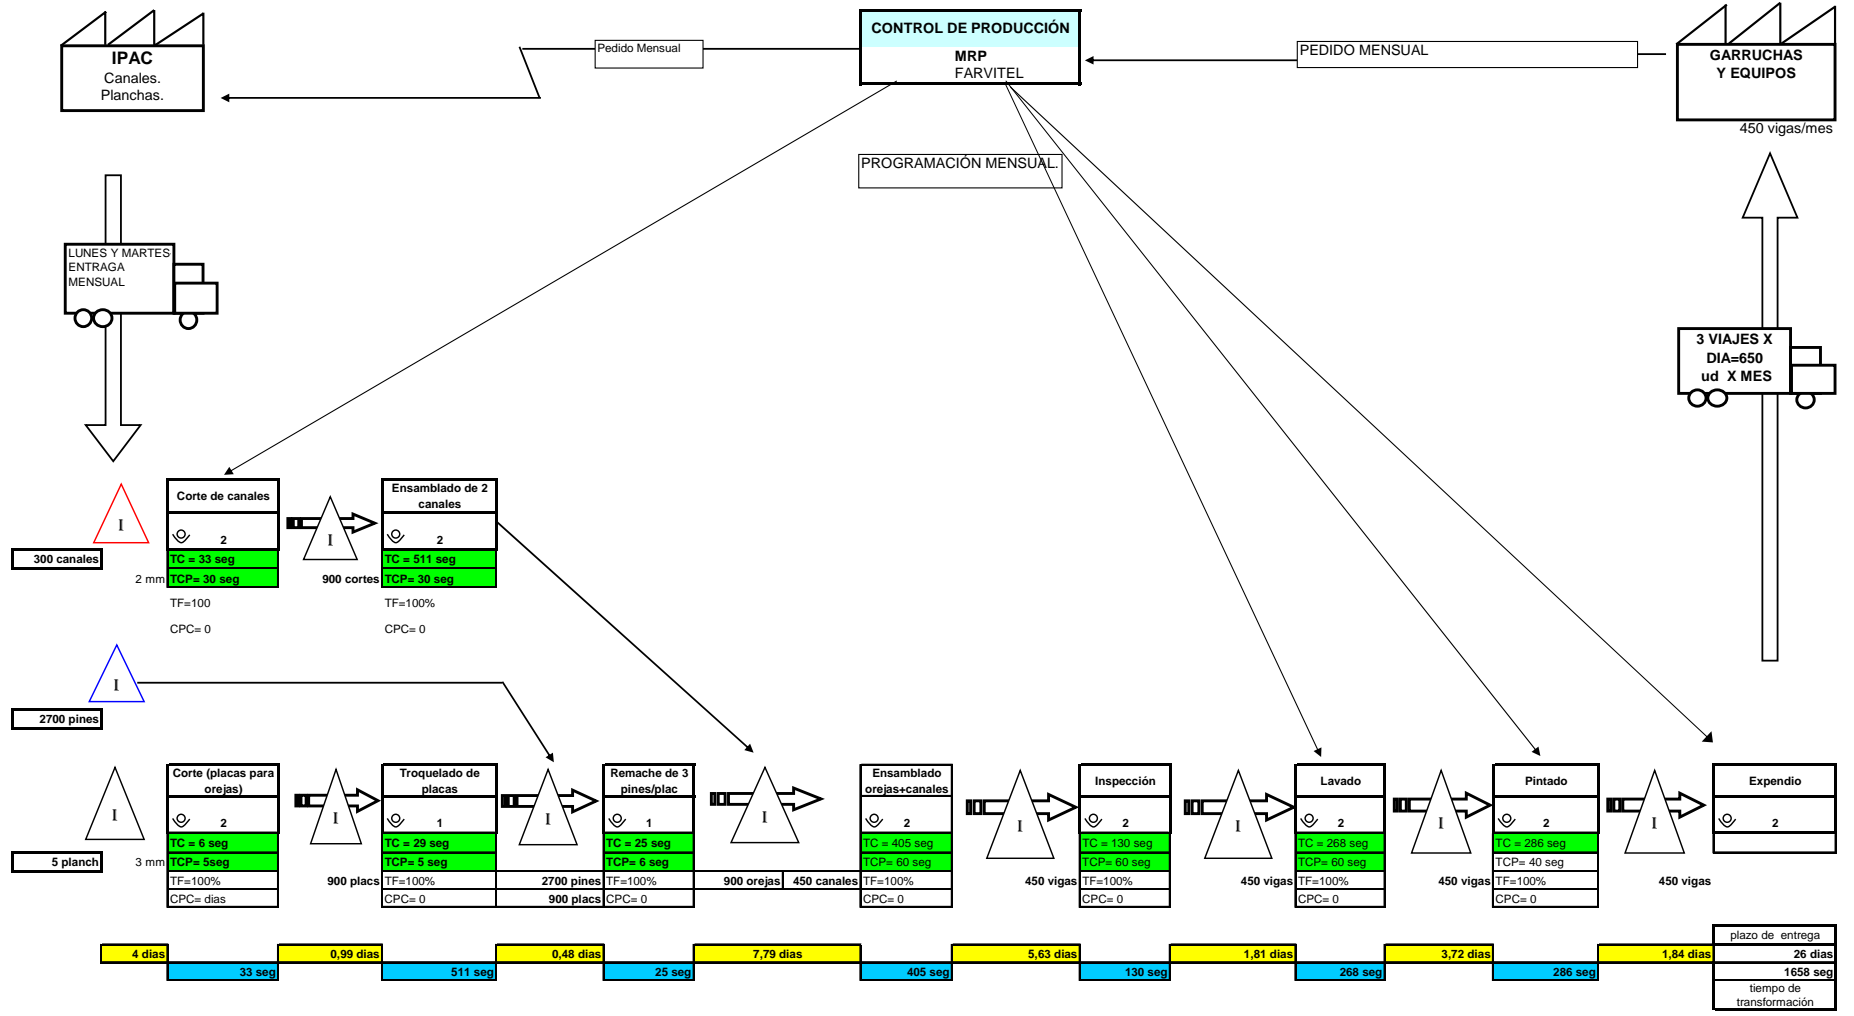 IPAC
Canales.
Planchas.
Pedido Mensual
CONTROL DE PRODUCCIÓN
MRP
FARVITEL
PEDIDO MENSUAL
GARRUCHAS
Y EQUIPOS
450 vigas/mes
PROGRAMACIÓN MENSUAL.
LUNES Y MARTES
ENTRAGA
MENSUAL
3 VIAJES X
DIA=650
ud X MES
I
300 canales
2 mm
Corte de canales
2
TC = 33 seg
TCP= 30 seg
TF=100
CPC= 0
I
900 cortes
Ensamblado de 2
canales
2
TC = 511 seg
TCP= 30 seg
TF=100%
CPC= 0
I
2700 pines
I
5 planch
3 mm
Corte (placas para
orejas)
2
TC = 6 seg
TCP= 5seg
TF=100%
CPC= dias
I
900 placs
Troquelado de
placas
1
TC = 29 seg
TCP= 5 seg
TF=100%
CPC= 0
I
2700 pines
900 placs
Remache de 3
pines/plac
1
TC = 25 seg
TCP= 6 seg
TF=100%
CPC= 0
I
900 orejas
450 canales
Ensamblado
orejas+canales
2
TC = 405 seg
TCP= 60 seg
TF=100%
CPC= 0
I
450 vigas
Inspección
2
TC = 130 seg
TCP= 60 seg
TF=100%
CPC= 0
I
450 vigas
Lavado
2
TC = 268 seg
TCP= 60 seg
TF=100%
CPC= 0
I
450 vigas
Pintado
2
TC = 286 seg
TCP= 40 seg
TF=100%
CPC= 0
I
450 vigas
Expendio
2
plazo de entrega
4 dias
0,99 dias
0,48 dias
7,79 dias
5,63 dias
1,81 dias
3,72 dias
1,84 dias
26 dias
33 seg
511 seg
25 seg
405 seg
130 seg
268 seg
286 seg
1658 seg
tiempo de
transformación